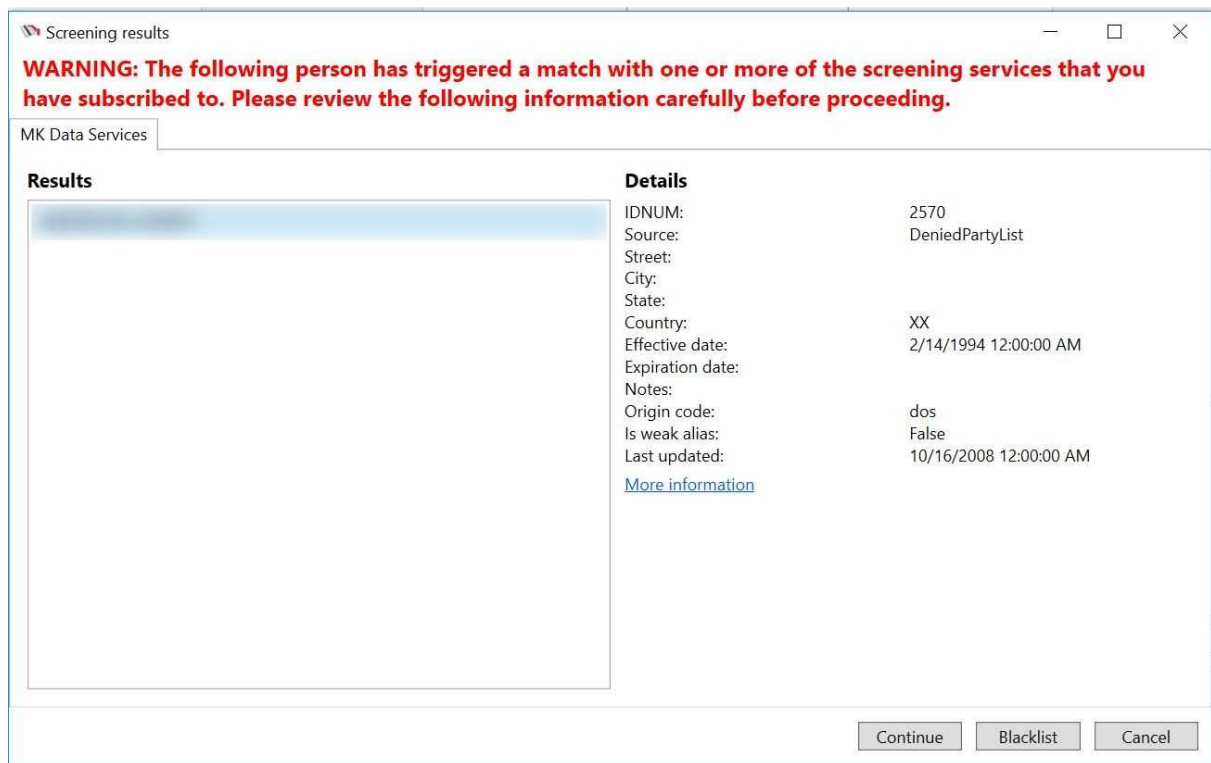 Screening results
WARNING: The following person has triggered a match with one or more of the screening services that you
have subscribed to. Please review the following information carefully before proceeding.
MK Data Services
Results
Details
IDNUM: 2570
Source: DeniedPartyList
Street:
City:
State:
Country: XX
Effective date: 2/14/1994 12:00:00 AM
Expiration date:
Notes:
Origin code: dos
Is weak alias: False
Last updated: 10/16/2008 12:00:00 AM
More information
Continue
Blacklist
Cancel